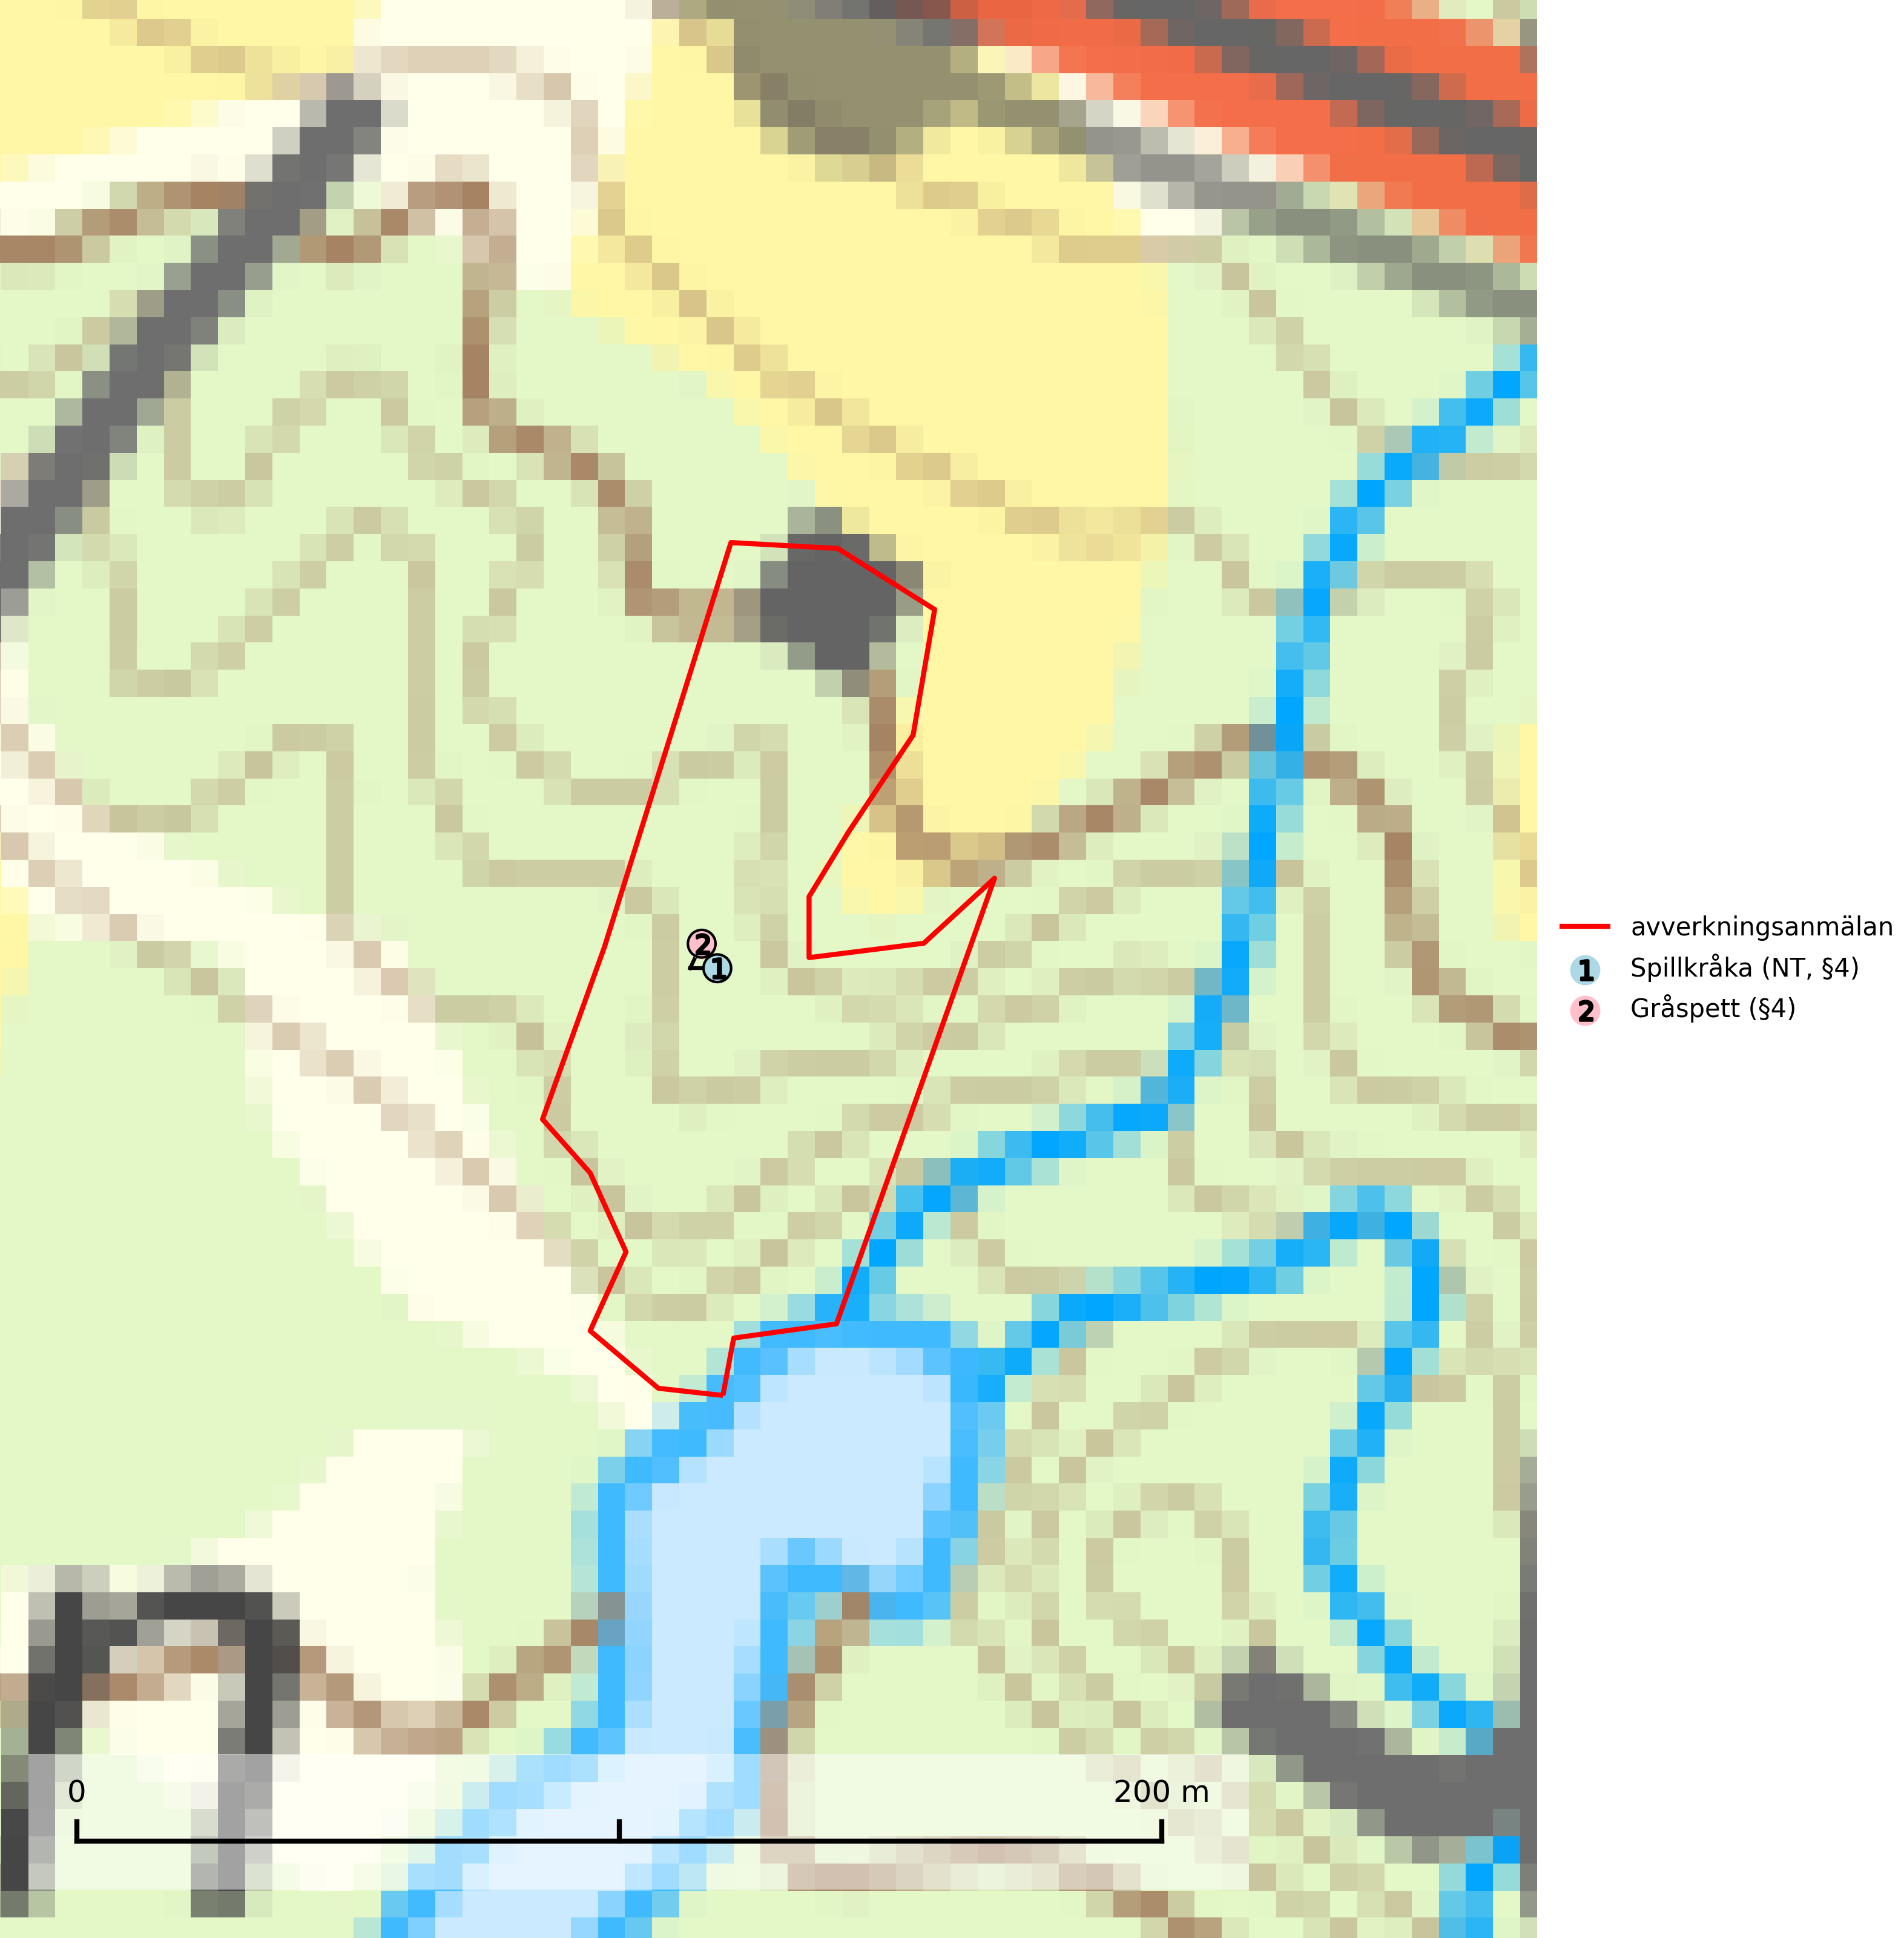 2
1
avverkningsanmälan
1 Spillkråka (NT, §4)
2 Gråspett (§4)
0 200 m